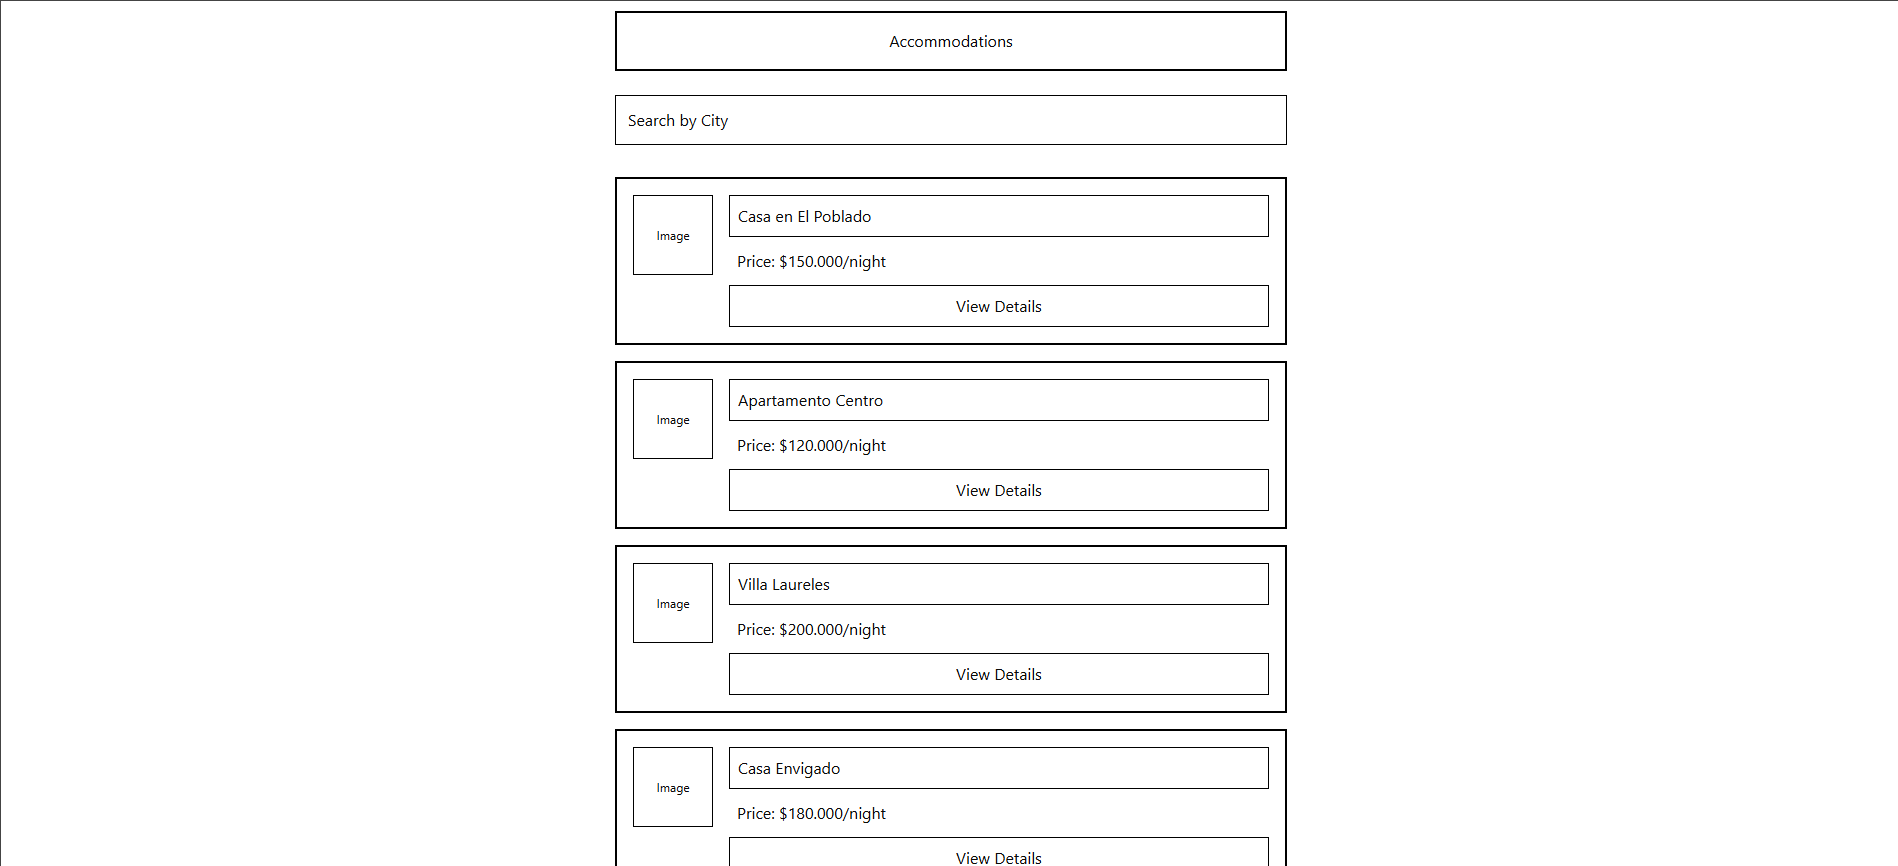 Accommodations
Search by City
Image
Casa en El Poblado
Price: $150.000/night
View Details
Image
Apartamento Centro
Price: $120.000/night
View Details
Image
Villa Laureles
Price: $200.000/night
View Details
Image
Casa Envigado
Price: $180.000/night
View Details